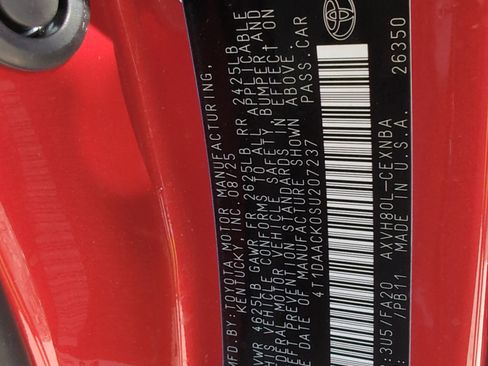 MFD.BY:TOYOTA MOTOR MANUFACTURING,
KENTUCKY, INC. 08/25
GVWR 4625LB GAWR FR 2625LB RR 2425LB
THIS VEHICLE CONFORMS TO ALL APPLICABLE
FEDERAL MOTOR VEHICLE SAFETY, BUMPER, AND
THEFT PREVENTION STANDARDS IN EFFECT ON
THE DATE OF MANUFACTURE SHOWN ABOVE.
4T1DAACK0SU207237 PASS.CAR
:3U5/FA20 AXVH80L-CEXNBA
/PB11 MADE IN U.S.A. 26350